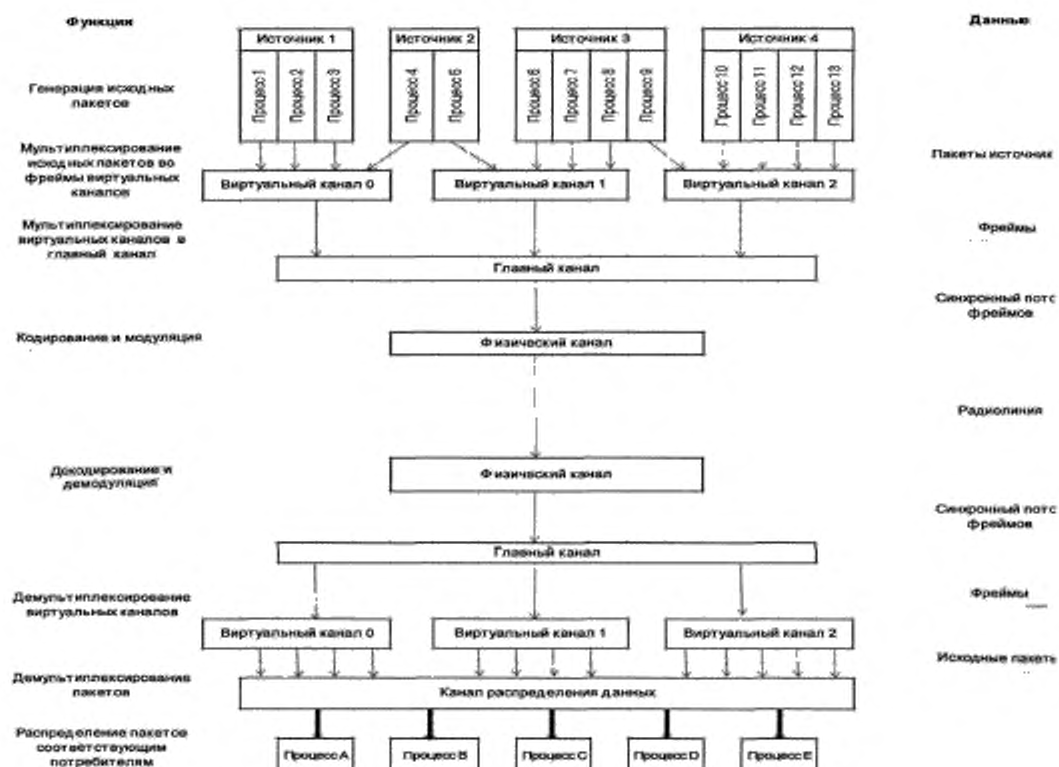 Функции
Данные
Источник 1
Источник 2
Источник 3
Источник 4
Генерация исходных
пакетов
Процесс 1
Процесс 2
Процесс 3
Процесс 4
Процесс 5
Процесс 6
Процесс 7
Процесс 8
Процесс 9
Процесс 10
Процесс 11
Процесс 12
Процесс 13
Мультиплексирование
исходных пакетов во
фреймы виртуальных
каналов
Пакеты источник
Виртуальный канал 0
Виртуальный канал 1
Виртуальный канал 2
Мультиплексирование
виртуальных каналов в
главный канал
Фреймы
Главный канал
Синхронный пото
фреймов
Кодирование и модуляция
Физический канал
Радиолиния
Декодирование и
демодуляция
Физический канал
Синхронный пото
фреймов
Главный канал
Демультиплексирование
виртуальных каналов
Фреймы
Виртуальный канал 0
Виртуальный канал 1
Виртуальный канал 2
Исходные пакеть
Демультиплексирование
пакетов
Канал распределения данных
Распределение пакетов
соответствующим
потребителям
Процесс A
Процесс B
Процесс C
Процесс D
Процесс E